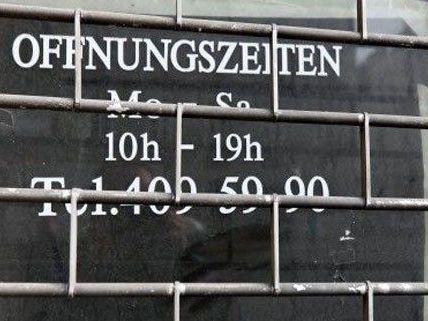 OFFNUNGSZEITEN
Mo - Sa
10h - 19h
Tel.409 59 90